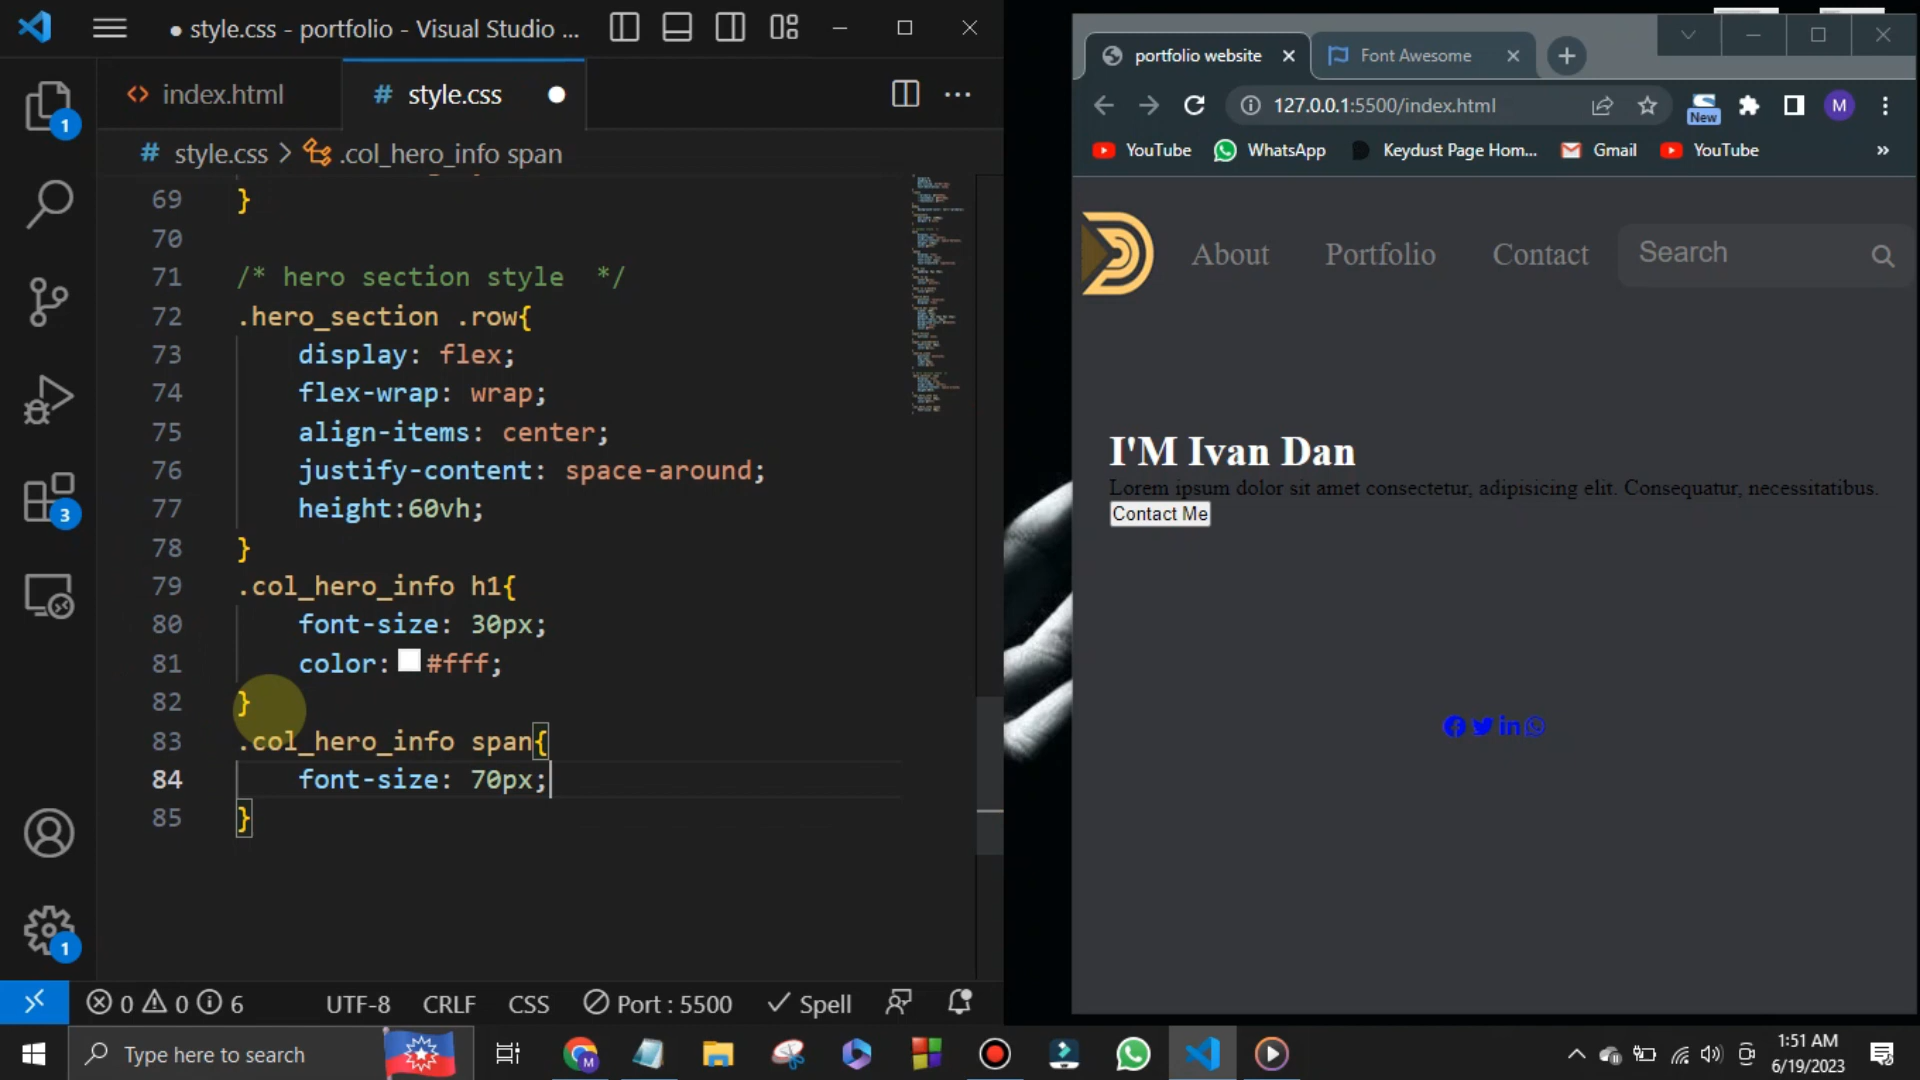 style.css - portfolio - Visual Studio ...
index.html
# style.css
# style.css > .col_hero_info span
69 }
70
71 /* hero section style */
72 .hero_section .row{
73 display: flex;
74 flex-wrap: wrap;
75 align-items: center;
76 justify-content: space-around;
77 height:60vh;
78 }
79 .col_hero_info h1{
80 font-size: 30px;
81 color: #fff;
82 }
83 .col_hero_info span{
84 font-size: 70px;
85 }
1
3
1
0 0 6 UTF-8 CRLF CSS Port : 5500 Spell
portfolio website
Font Awesome
127.0.0.1:5500/index.html
New
M
YouTube WhatsApp Keydust Page Hom... Gmail YouTube »
About Portfolio Contact Search
I'M Ivan Dan
Lorem ipsum dolor sit amet consectetur, adipisicing elit. Consequatur, necessitatibus.
Contact Me
Type here to search
M
1:51 AM
6/19/2023